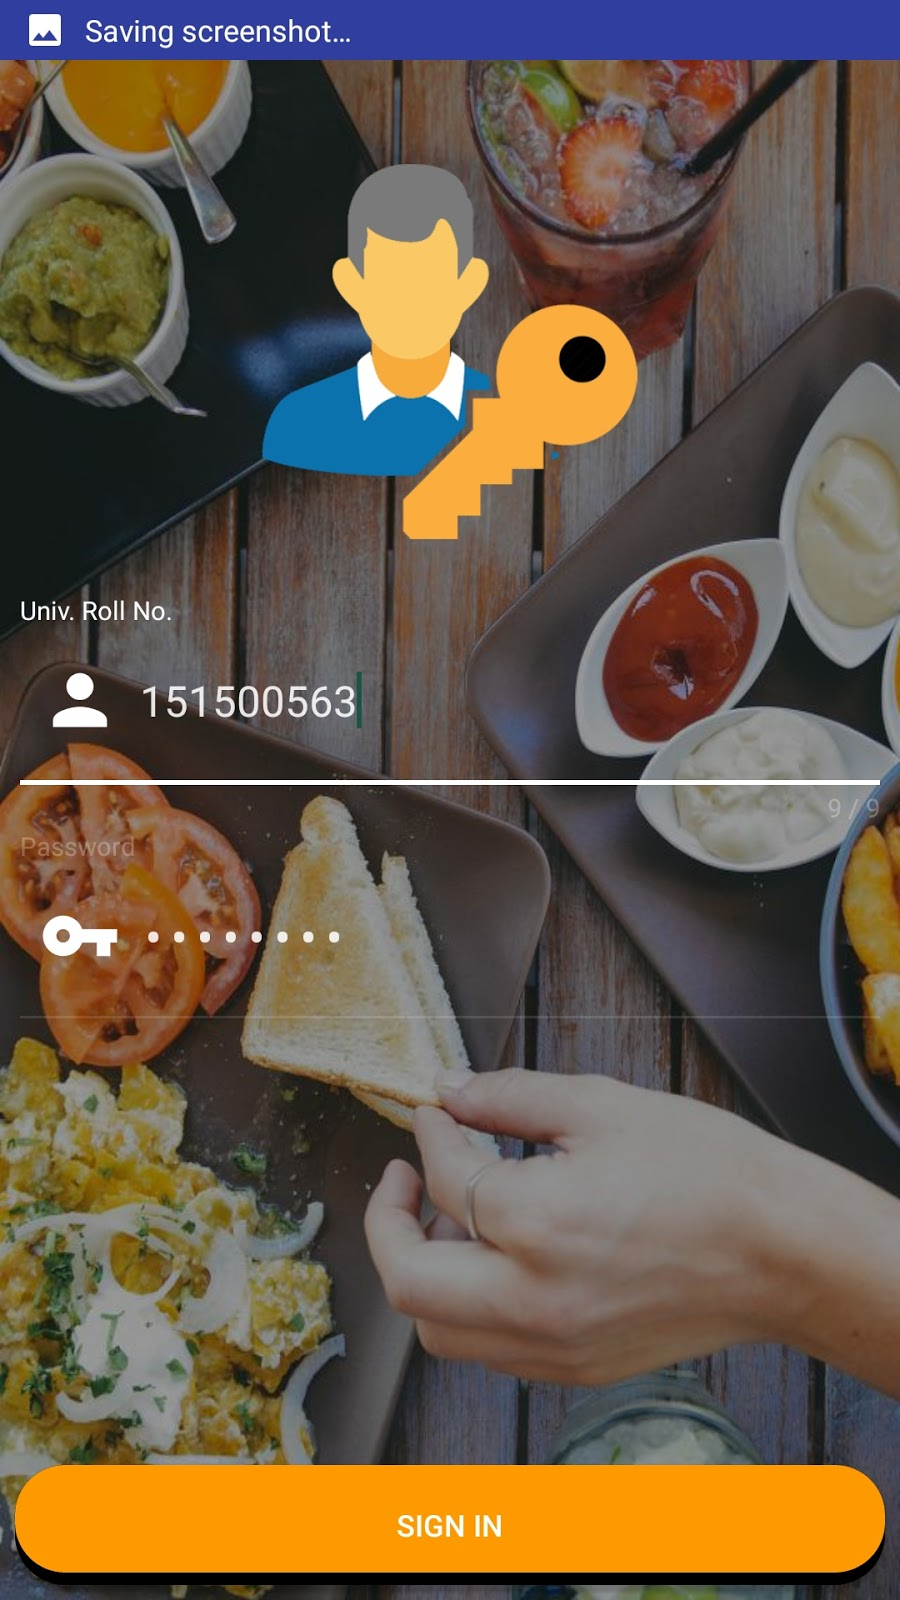 Saving screenshot...
Univ. Roll No.
151500563
9 / 9
Password
SIGN IN